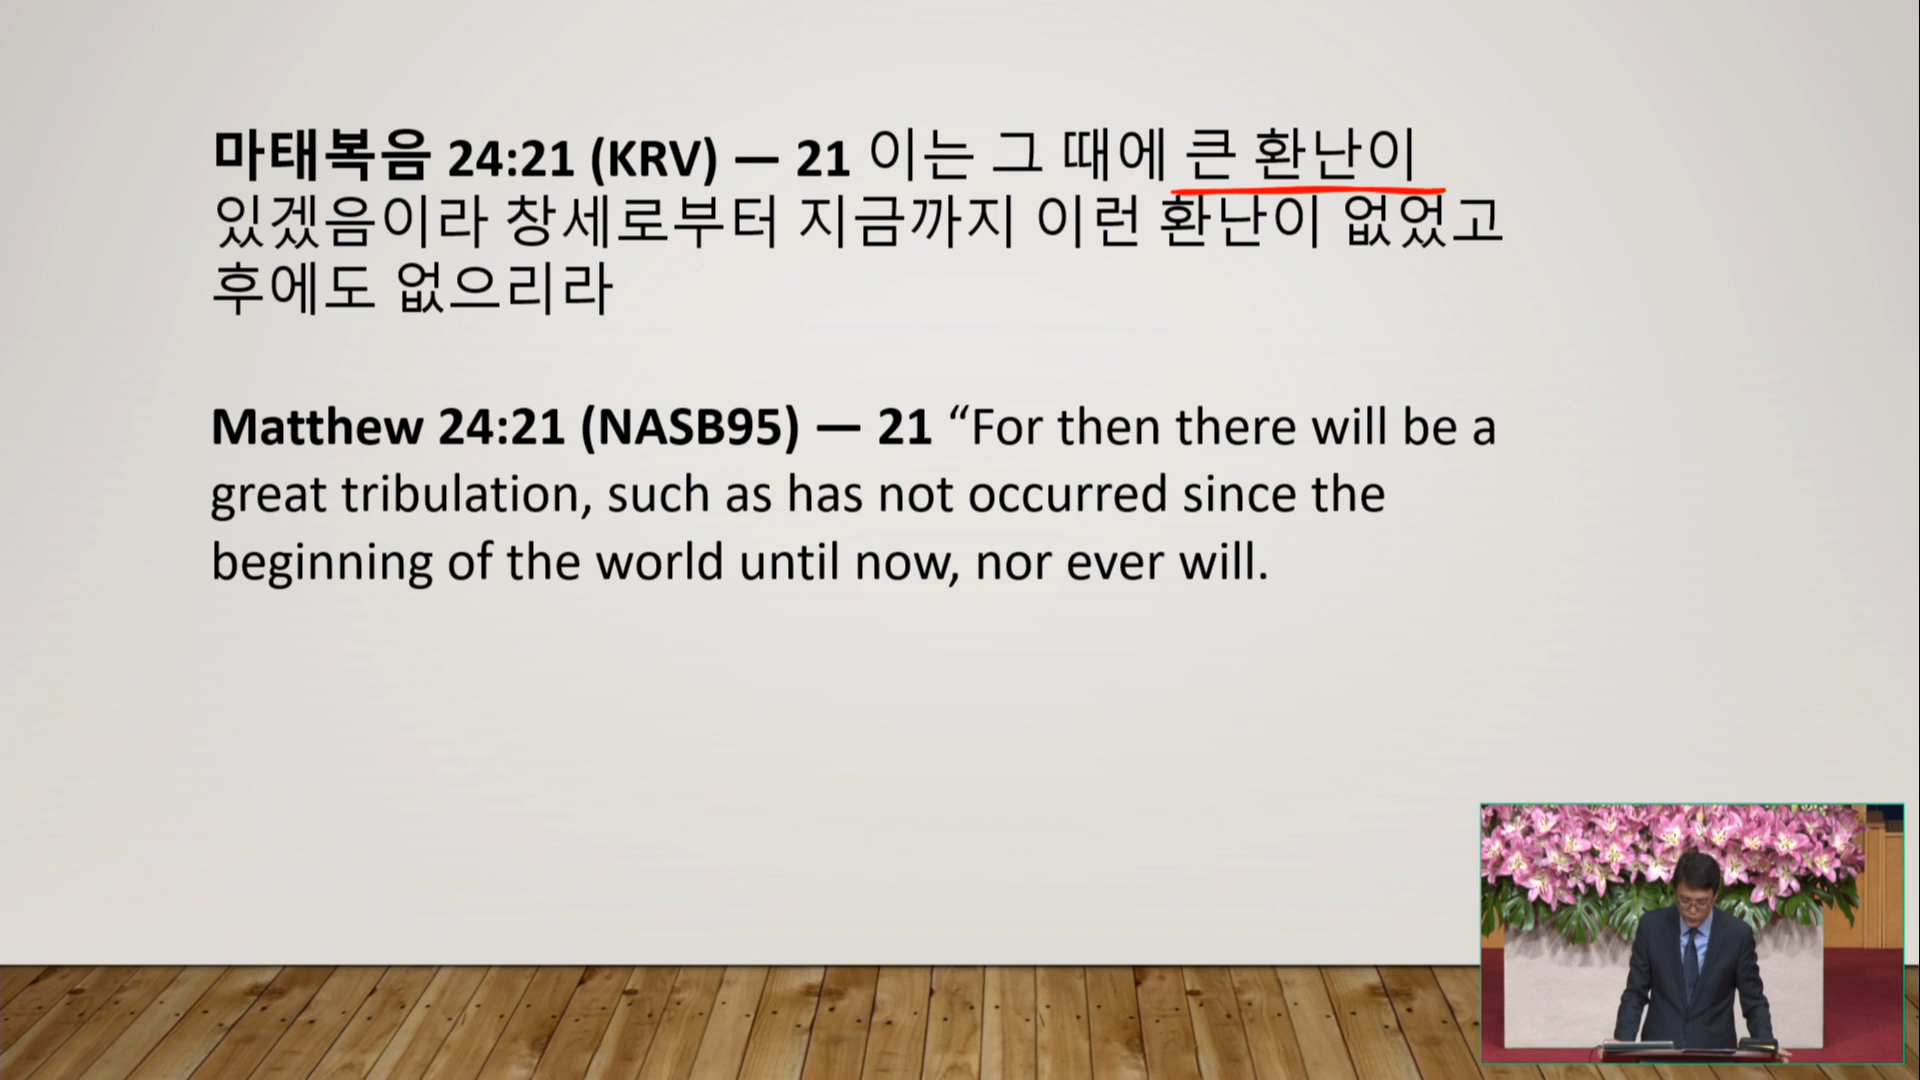 마태복음 24:21 (KRV) — 21 이는 그 때에 큰 환난이
있겠음이라 창세로부터 지금까지 이런 환난이 없었고
후에도 없으리라
Matthew 24:21 (NASB95) — 21 “For then there will be a
great tribulation, such as has not occurred since the
beginning of the world until now, nor ever will.